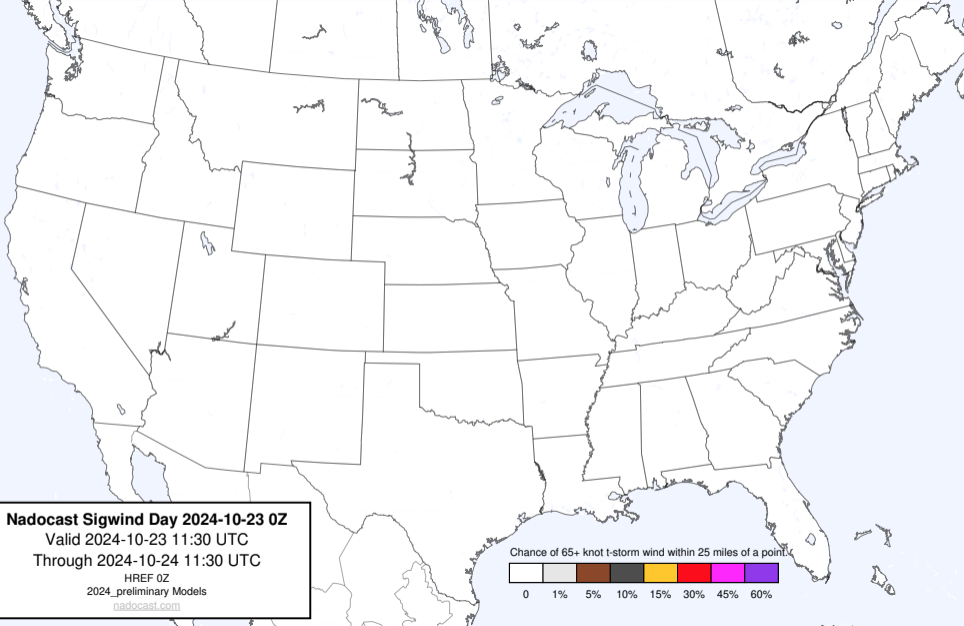 Nadocast Sigwind Day 2024-10-23 0Z
Valid 2024-10-23 11:30 UTC
Through 2024-10-24 11:30 UTC
HREF 0Z
2024_preliminary Models
nadocast.com
Chance of 65+ knot t-storm wind within 25 miles of a point.
0 1% 5% 10% 15% 30% 45% 60%